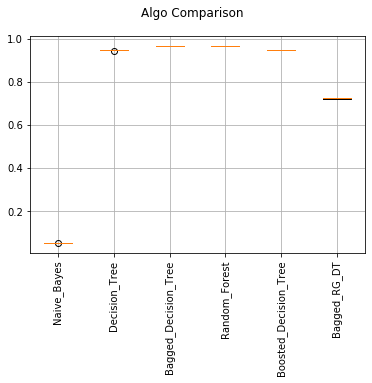 Algo Comparison
1.0
0.8
0.6
0.4
0.2
Naive_Bayes
Decision_Tree
Bagged_Decision_Tree
Random_Forest
Boosted_Decision_Tree
Bagged_RG_DT